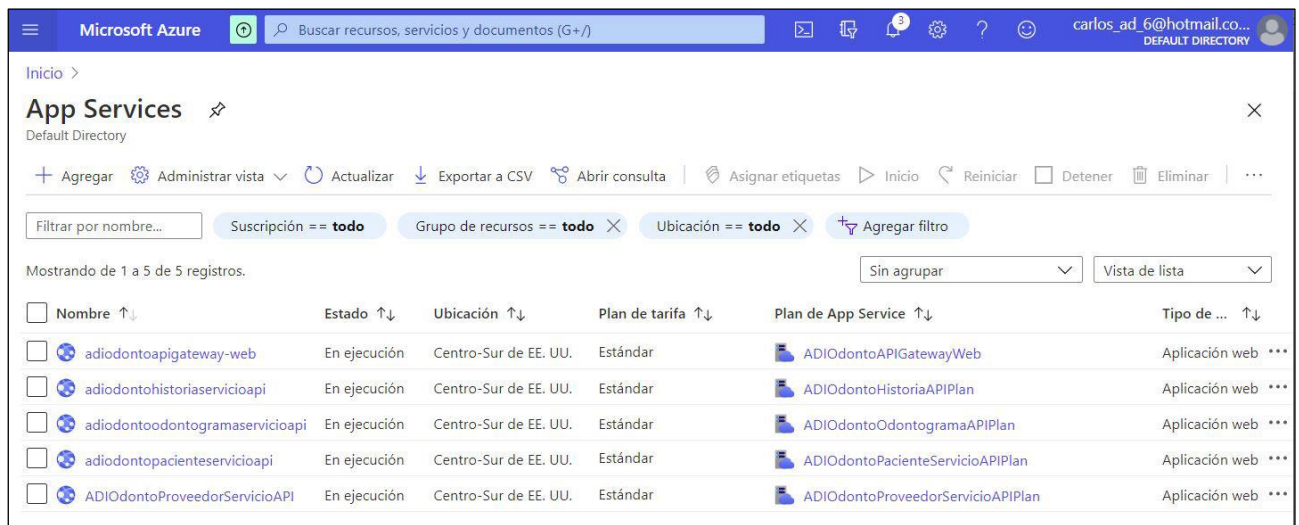 Microsoft Azure
Buscar recursos, servicios y documentos (G+/)
3
carlos_ad_6@hotmail.co...
DEFAULT DIRECTORY
Inicio >
App Services
Default Directory
Agregar Administrar vista Actualizar Exportar a CSV Abrir consulta Asignar etiquetas Inicio Reiniciar Detener Eliminar ...
Filtrar por nombre... Suscripción == todo Grupo de recursos == todo Ubicación == todo Agregar filtro
Mostrando de 1 a 5 de 5 registros. Sin agrupar Vista de lista
Nombre Estado Ubicación Plan de tarifa Plan de App Service Tipo de ...
adiodontoapigateway-web En ejecución Centro-Sur de EE. UU. Estándar ADIOdontoAPIGatewayWeb Aplicación web ...
adiodontohistoriaservicioapi En ejecución Centro-Sur de EE. UU. Estándar ADIOdontoHistoriaAPIPlan Aplicación web ...
adiodontoodontogramaservicioapi En ejecución Centro-Sur de EE. UU. Estándar ADIOdontoOdontogramaAPIPlan Aplicación web ...
adiodontopacienteservicioapi En ejecución Centro-Sur de EE. UU. Estándar ADIOdontoPacienteServicioAPIPlan Aplicación web ...
ADIOdontoProveedorServicioAPI En ejecución Centro-Sur de EE. UU. Estándar ADIOdontoProveedorServicioAPIPlan Aplicación web ...